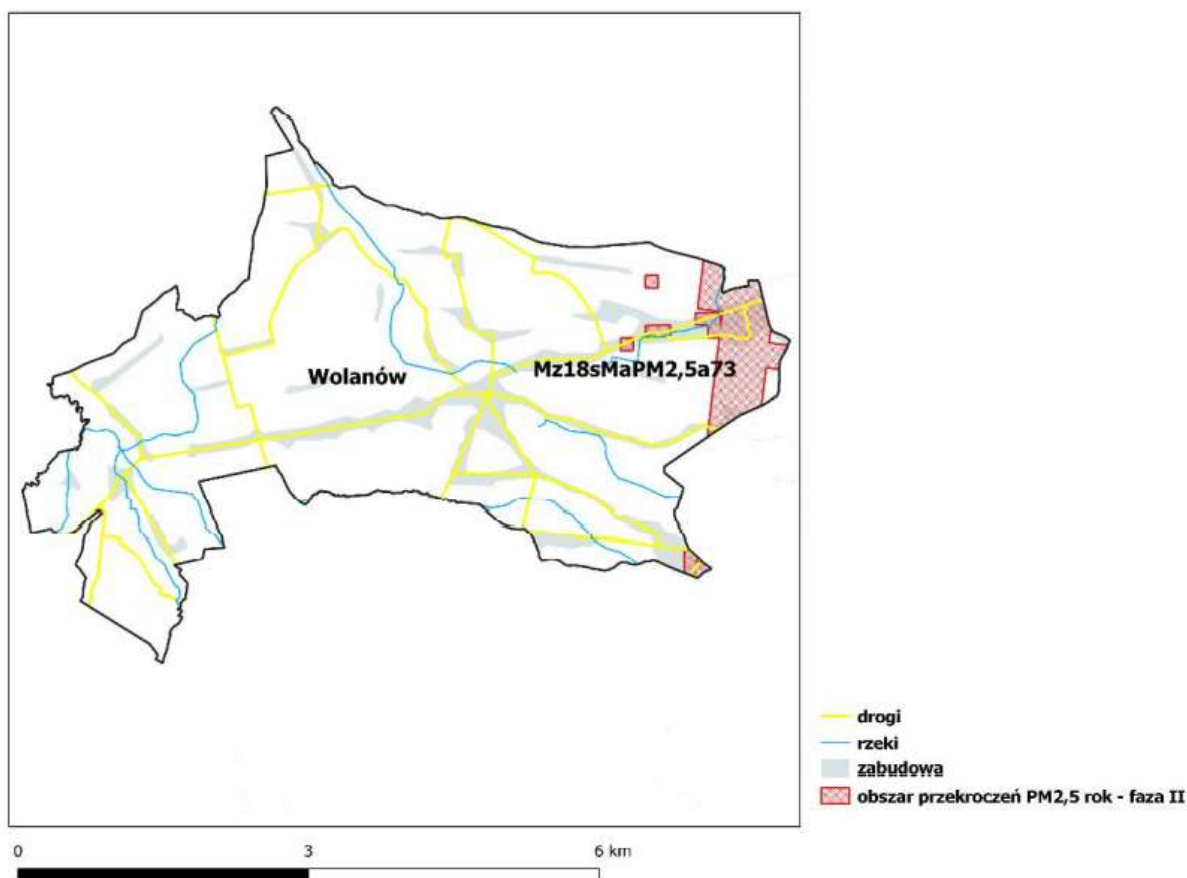 Wolanów
Mz18sMaPM2,5a73
drogi
rzeki
zabudowa
obszar przekroczeń PM2,5 rok - faza II
0 3 6 km